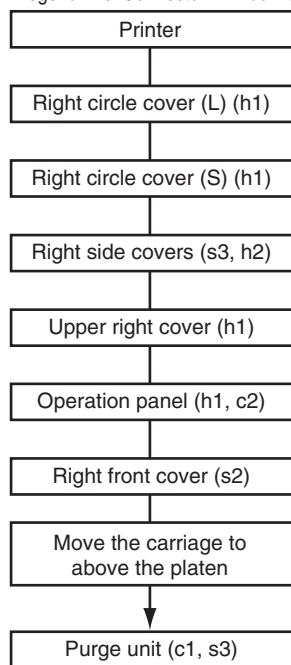 Printer
Right circle cover (L) (h1)
Right circle cover (S) (h1)
Right side covers (s3, h2)
Upper right cover (h1)
Operation panel (h1, c2)
Right front cover (s2)
Move the carriage to
above the platen
Purge unit (c1, s3)